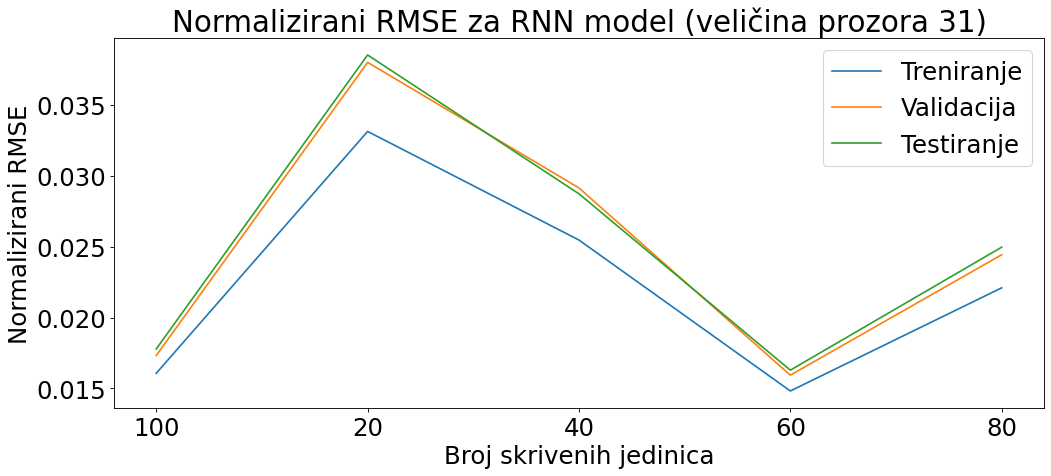 Normalizirani RMSE za RNN model (veličina prozora 31)
Normalizirani RMSE
0.035
0.030
0.025
0.020
0.015
Treniranje
Validacija
Testiranje
100 20 40 60 80
Broj skrivenih jedinica